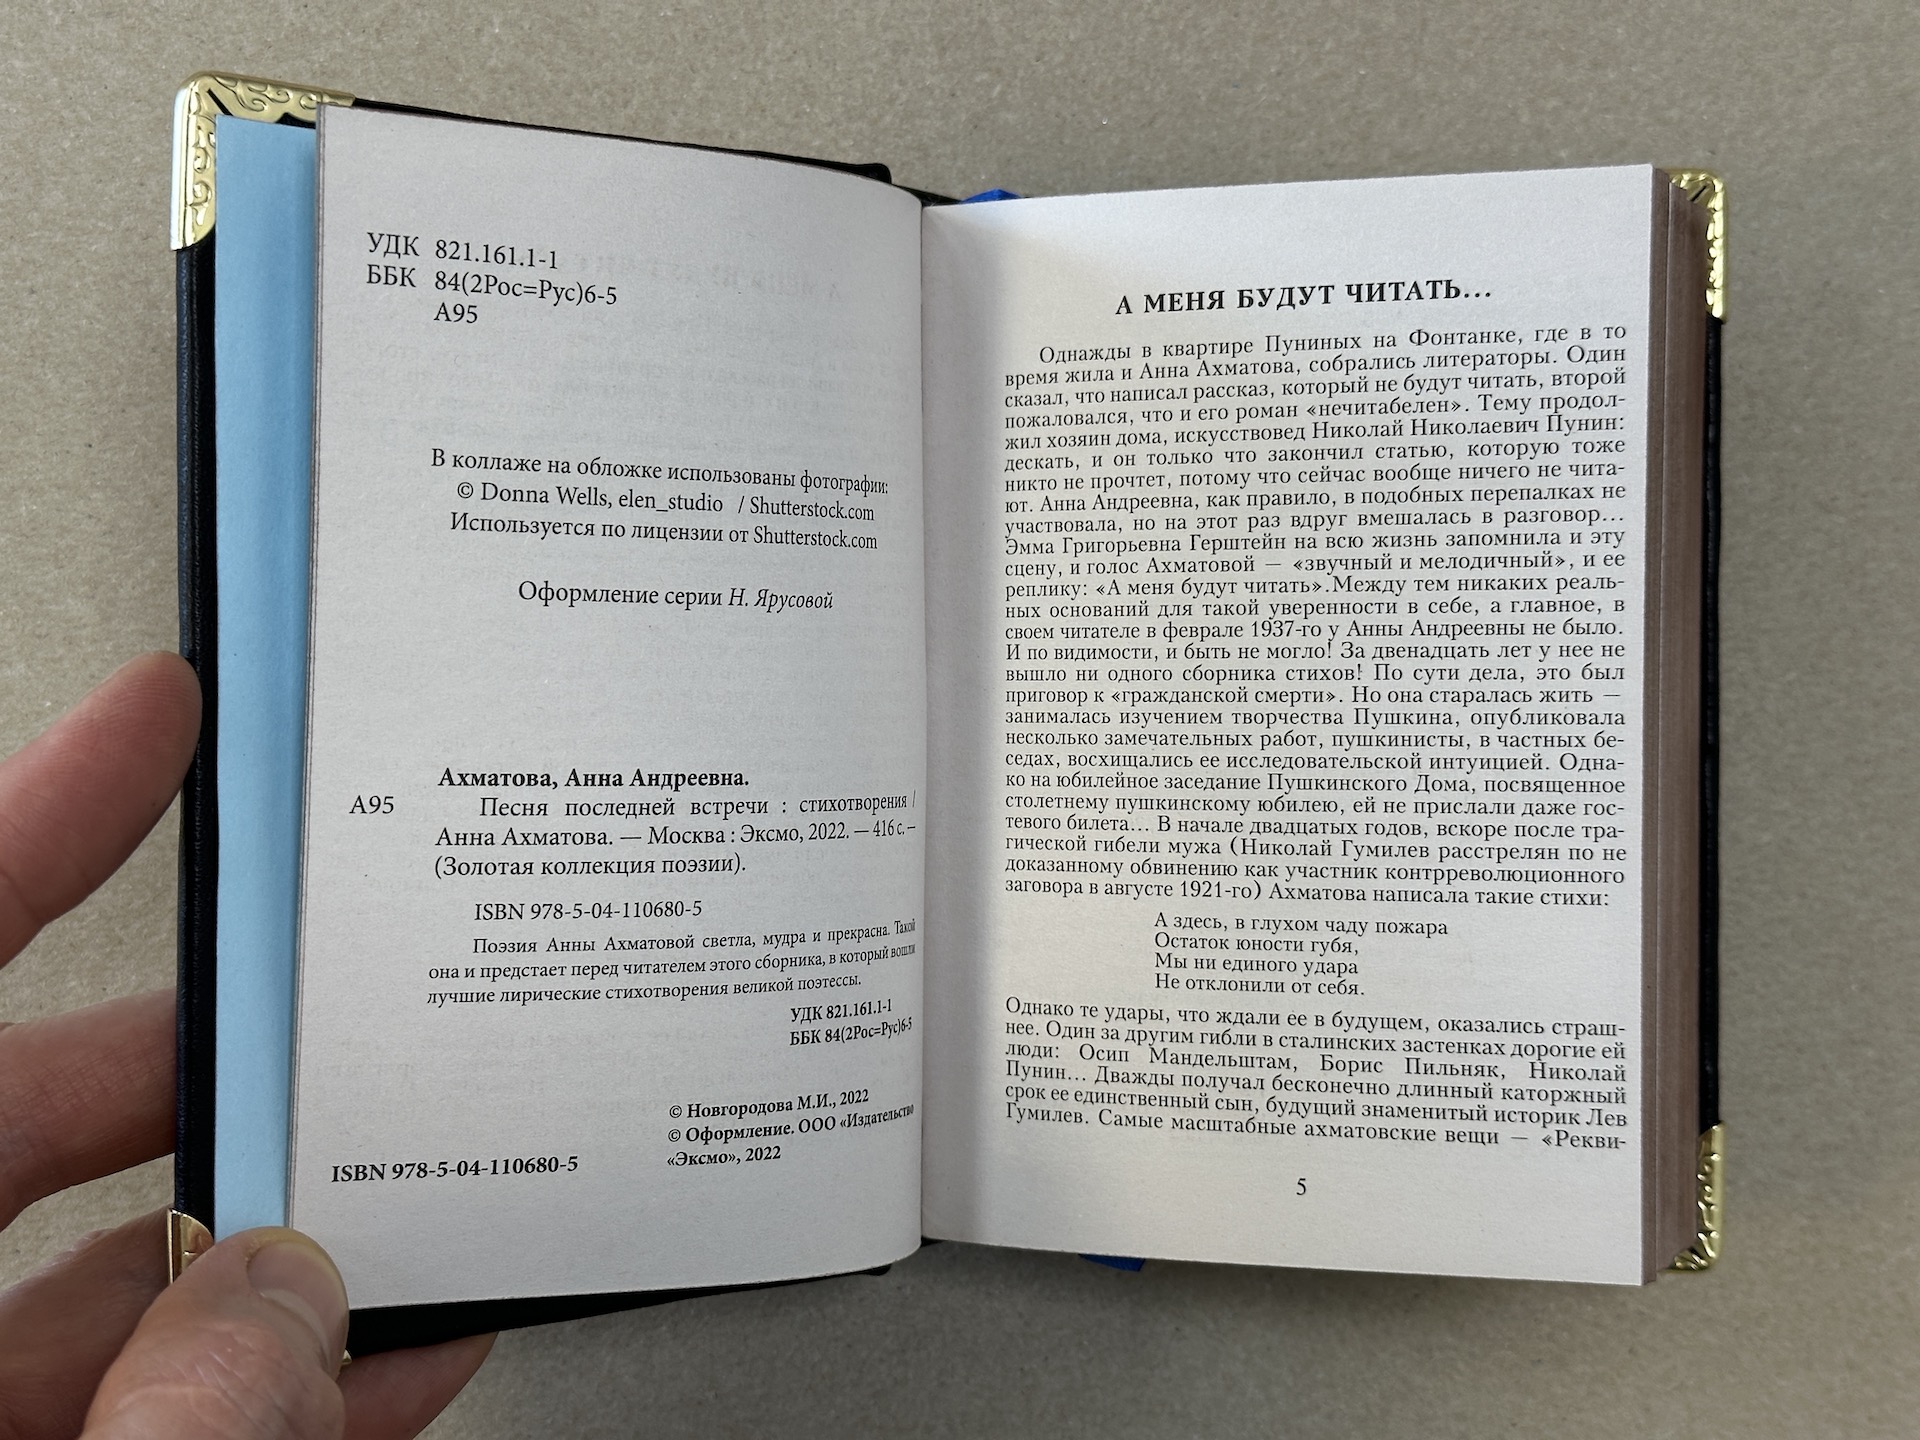 УДК 821.161.1-1
ББК 84(2Рос=Рус)6-5
А95
В коллаже на обложке использованы фотографии:
© Donna Wells, elen_studio / Shutterstock.com
Используется по лицензии от Shutterstock.com
Оформление серии Н. Ярусовой
Ахматова, Анна Андреевна.
А95 Песня последней встречи : стихотворения /
Анна Ахматова. — Москва : Эксмо, 2022. — 416 с. —
(Золотая коллекция поэзии).
ISBN 978-5-04-110680-5
Поэзия Анны Ахматовой светла, мудра и прекрасна. Такой
она и предстает перед читателем этого сборника, в который вошли
лучшие лирические стихотворения великой поэтессы.
УДК 821.161.1-1
ББК 84(2Рос=Рус)6-5
© Новгородова М.И., 2022
© Оформление. ООО «Издательство
«Эксмо», 2022
ISBN 978-5-04-110680-5
А МЕНЯ БУДУТ ЧИТАТЬ...
Однажды в квартире Пуниных на Фонтанке, где в то
время жила и Анна Ахматова, собрались литераторы. Один
сказал, что написал рассказ, который не будут читать, второй
пожаловался, что и его роман «нечитабелен». Тему продол-
жил хозяин дома, искусствовед Николай Николаевич Пунин:
дескать, и он только что закончил статью, которую тоже
никто не прочтет, потому что сейчас вообще ничего не чита-
ют. Анна Андреевна, как правило, в подобных перепалках не
участвовала, но на этот раз вдруг вмешалась в разговор...
Эмма Григорьевна Герштейн на всю жизнь запомнила и эту
сцену, и голос Ахматовой — «звучный и мелодичный», и ее
реплику: «А меня будут читать».Между тем никаких реаль-
ных оснований для такой уверенности в себе, а главное, в
своем читателе в феврале 1937-го у Анны Андреевны не было.
И по видимости, и быть не могло! За двенадцать лет у нее не
вышло ни одного сборника стихов! По сути дела, это был
приговор к «гражданской смерти». Но она старалась жить —
занималась изучением творчества Пушкина, опубликовала
несколько замечательных работ, пушкинисты, в частных бе-
седах, восхищались ее исследовательской интуицией. Одна-
ко на юбилейное заседание Пушкинского Дома, посвященное
столетнему пушкинскому юбилею, ей не прислали даже гос-
тевого билета... В начале двадцатых годов, вскоре после тра-
гической гибели мужа (Николай Гумилев расстрелян по не
доказанному обвинению как участник контрреволюционного
заговора в августе 1921-го) Ахматова написала такие стихи:
А здесь, в глухом чаду пожара
Остаток юности губя,
Мы ни единого удара
Не отклонили от себя.
Однако те удары, что ждали ее в будущем, оказались страш-
нее. Один за другим гибли в сталинских застенках дорогие ей
люди: Осип Мандельштам, Борис Пильняк, Николай
Пунин... Дважды получал бесконечно длинный каторжный
срок ее единственный сын, будущий знаменитый историк Лев
Гумилев. Самые масштабные ахматовские вещи — «Рекви-
5